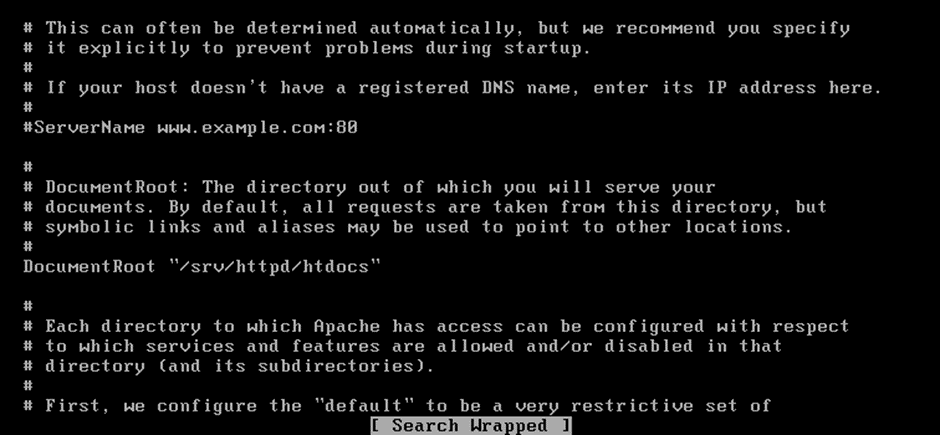 # This can often be determined automatically, but we recommend you specify
# it explicitly to prevent problems during startup.
#
# If your host doesn't have a registered DNS name, enter its IP address here.
#
#ServerName www.example.com:80
#
# DocumentRoot: The directory out of which you will serve your
# documents. By default, all requests are taken from this directory, but
# symbolic links and aliases may be used to point to other locations.
#
DocumentRoot "/srv/httpd/htdocs"
#
# Each directory to which Apache has access can be configured with respect
# to which services and features are allowed and/or disabled in that
# directory (and its subdirectories).
#
# First, we configure the "default" to be a very restrictive set of
[ Search Wrapped ]